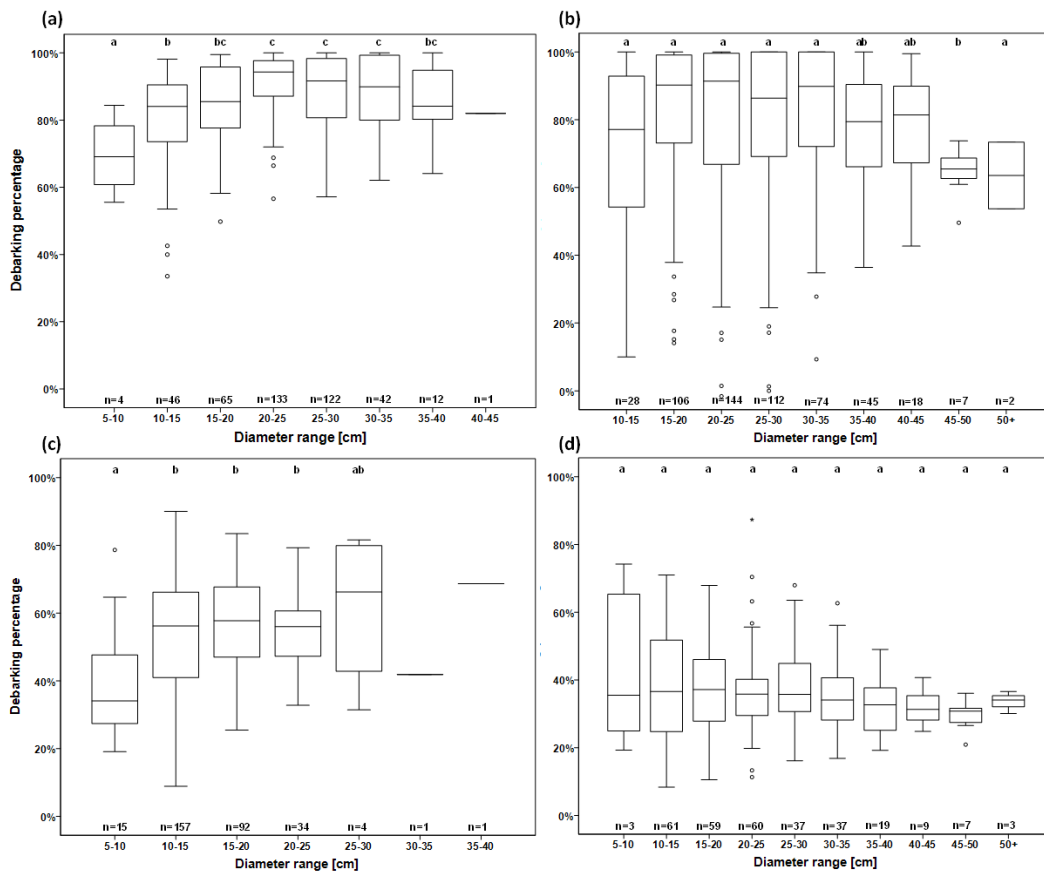 (a)
a b bc c c c bc
100%
80%
60%
40%
20%
0%
Debarking percentage
n=4 n=46 n=65 n=133 n=122 n=42 n=12 n=1
5-10 10-15 15-20 20-25 25-30 30-35 35-40 40-45
Diameter range [cm]
(b)
a a a a a ab ab b a
100%
80%
60%
40%
20%
0%
n=28 n=106 n=144 n=112 n=74 n=45 n=18 n=7 n=2
10-15 15-20 20-25 25-30 30-35 35-40 40-45 45-50 50+
Diameter range [cm]
(c)
a b b b ab
100%
80%
60%
40%
20%
0%
Debarking percentage
n=15 n=157 n=92 n=34 n=4 n=1 n=1
5-10 10-15 15-20 20-25 25-30 30-35 35-40
Diameter range [cm]
(d)
a a a a a a a a a a
100%
80%
60%
40%
20%
0%
n=3 n=61 n=59 n=60 n=37 n=37 n=19 n=9 n=7 n=3
5-10 10-15 15-20 20-25 25-30 30-35 35-40 40-45 45-50 50+
Diameter range [cm]